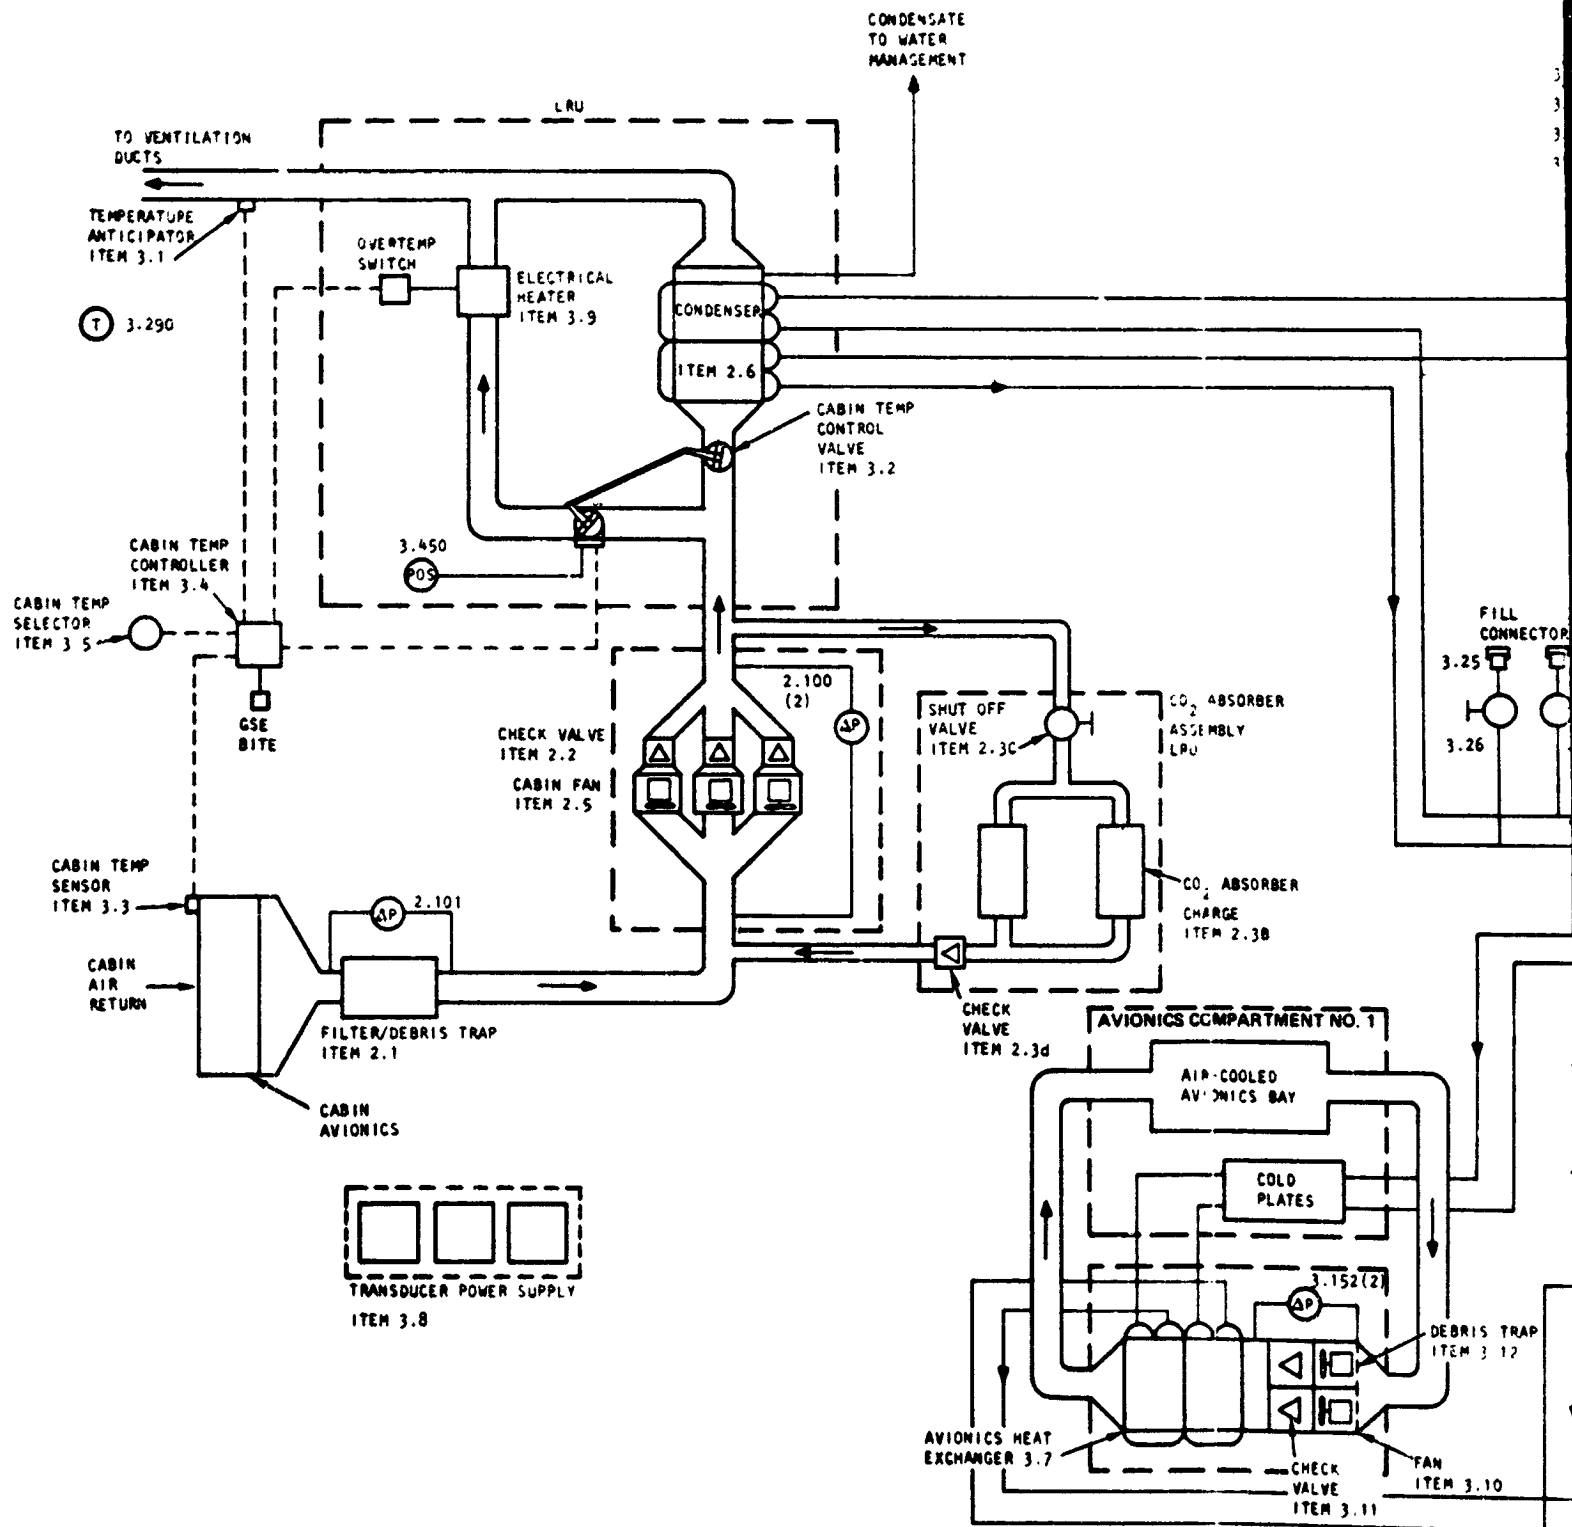 CONDENSATE
TO WATER
MANAGEMENT
LRU
TO VENTILATION
DUCTS
TEMPERATURE
ANTICIPATOR
ITEM 3.1
OVERTEMP
SWITCH
ELECTRICAL
HEATER
ITEM 3.9
T 3.290
CONDENSER
ITEM 2.6
CABIN TEMP
CONTROL
VALVE
ITEM 3.2
3.450
POS
CABIN TEMP
CONTROLLER
ITEM 3.4
CABIN TEMP
SELECTOR
ITEM 3 5
GSE
BITE
FILL
CONNECTOR
3.25
3.26
2.100
(2)
ΔP
CHECK VALVE
ITEM 2.2
CABIN FAN
ITEM 2.5
SHUT OFF
VALVE
ITEM 2.3C
CO2 ABSORBER
ASSEMBLY
LRU
CO2 ABSORBER
CHARGE
ITEM 2.3B
CABIN TEMP
SENSOR
ITEM 3.3
ΔP 2.101
CABIN
AIR
RETURN
FILTER/DEBRIS TRAP
ITEM 2.1
CABIN
AVIONICS
CHECK
VALVE
ITEM 2.3d
AVIONICS COMPARTMENT NO. 1
AIR-COOLED
AVIONICS BAY
COLD
PLATES
TRANSDUCER POWER SUPPLY
ITEM 3.8
3.152(2)
ΔP
DEBRIS TRAP
ITEM 3 12
AVIONICS HEAT
EXCHANGER 3.7
CHECK
VALVE
ITEM 3.11
FAN
ITEM 3.10